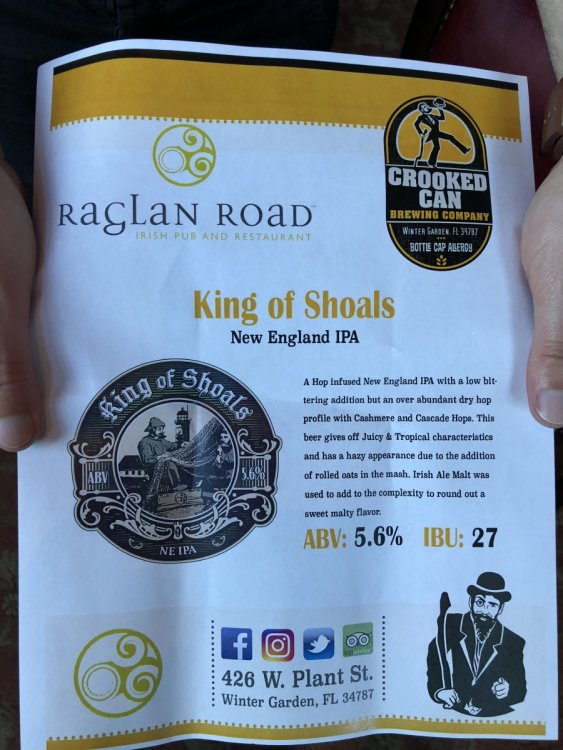 RagLan Road™
IRISH PUB AND RESTAURANT
CROOKED
CAN
BREWING COMPANY
WINTER GARDEN, FL 34787
BOTTLE CAP ALLERGY
King of Shoals
New England IPA
King of Shoals
ABV
5.6%
NE IPA
A Hop infused New England IPA with a low bit-
tering addition but an over abundant dry hop
profile with Cashmere and Cascade Hops. This
beer gives off Juicy & Tropical characteristics
and has a hazy appearance due to the addition
of rolled oats in the mash. Irish Ale Malt was
used to add to the complexity to round out a
sweet malty flavor.
ABV: 5.6% IBU: 27
tripadvisor
426 W. Plant St.
Winter Garden, FL 34787